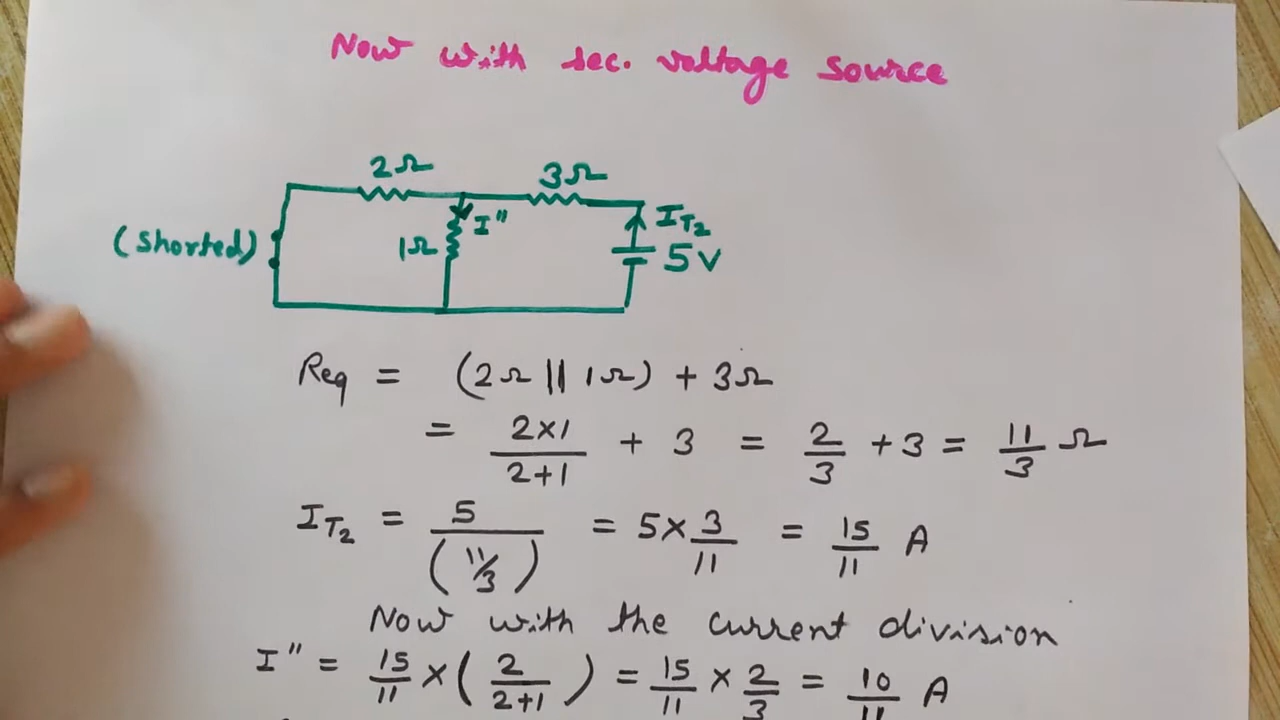 Now with sec. voltage source
2Ω
3Ω
(Shorted)
1Ω
I"
I_T2
5V
Req = (2Ω || 1Ω) + 3Ω
= 2×1/2+1 + 3 = 2/3 + 3 = 11/3 Ω
I_T2 = 5/(11/3) = 5×3/11 = 15/11 A
Now with the current division
I" = 15/11 × (2/2+1) = 15/11 × 2/3 = 10/11 A